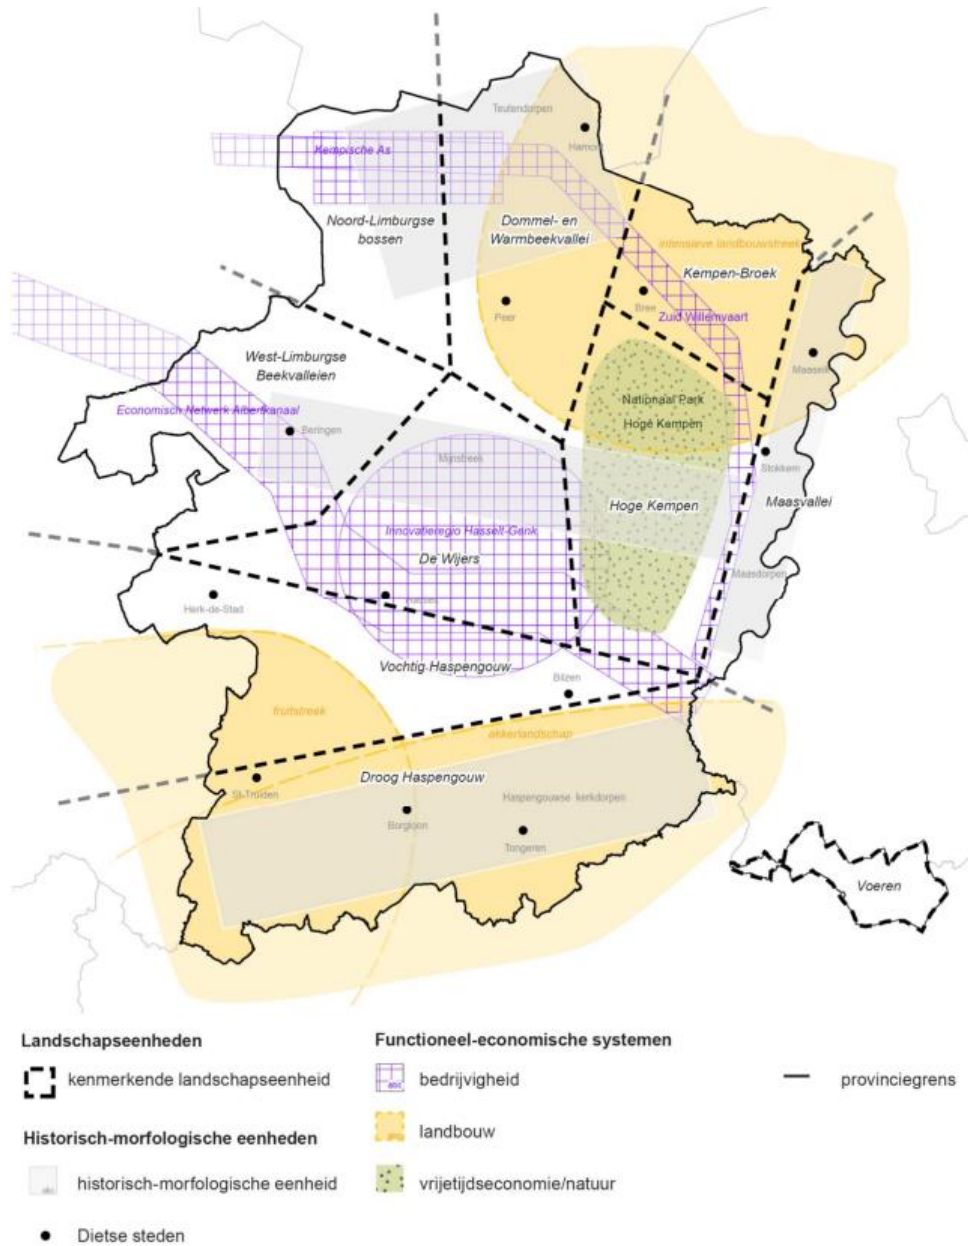 Teutendorpen
Hamont
Kempische As
Noord-Limburgse
bossen
Dommel- en
Warmbeekvallei
intensieve landbouwstreek
Kempen-Broek
Bree
Peer
Zuid Willemvaart
Maaseik
West-Limburgse
Beekvalleien
Nationaal Park
Hoge Kempen
Economisch Netwerk Albertkanaal
Beringen
Mijnstreek
Stokkem
Hoge Kempen
Maasvallei
Innovatieregio Hasselt-Genk
De Wijers
Maasdorpen
Hasselt
Herk-de-Stad
Vochtig Haspengouw
Bilzen
fruitstreek
akkerlandschap
Droog Haspengouw
St-Truiden
Haspengouwse kerkdorpen
Borgloon
Tongeren
Voeren
Landschapseenheden
kenmerkende landschapseenheid
Historisch-morfologische eenheden
abc
historisch-morfologische eenheid
Dietse steden
Functioneel-economische systemen
abc
bedrijvigheid
landbouw
vrijetijdseconomie/natuur
provinciegrens